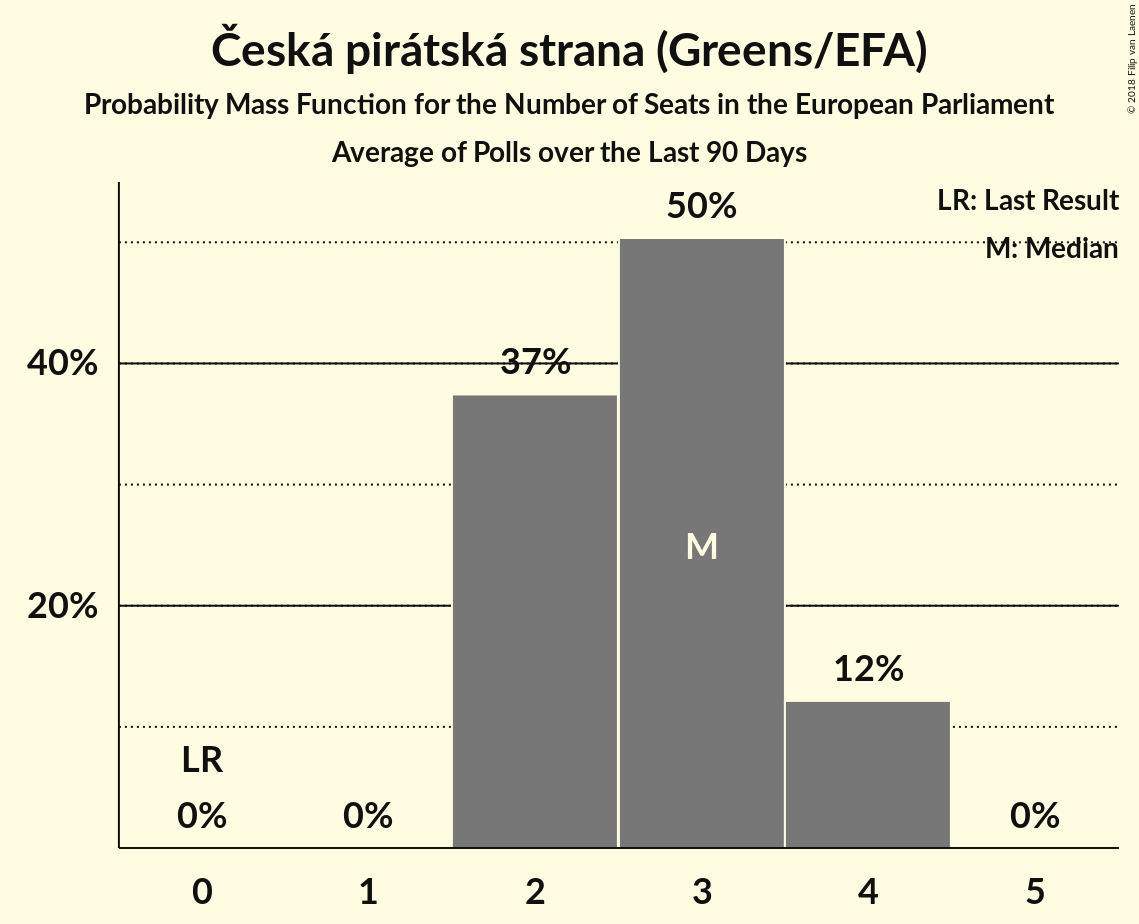 Česká pirátská strana (Greens/EFA)
Probability Mass Function for the Number of Seats in the European Parliament
Average of Polls over the Last 90 Days
© 2018 Filip van Laenen
LR: Last Result
M: Median
50%
40%
37%
M
20%
12%
LR
0%
0%
0%
0
1
2
3
4
5